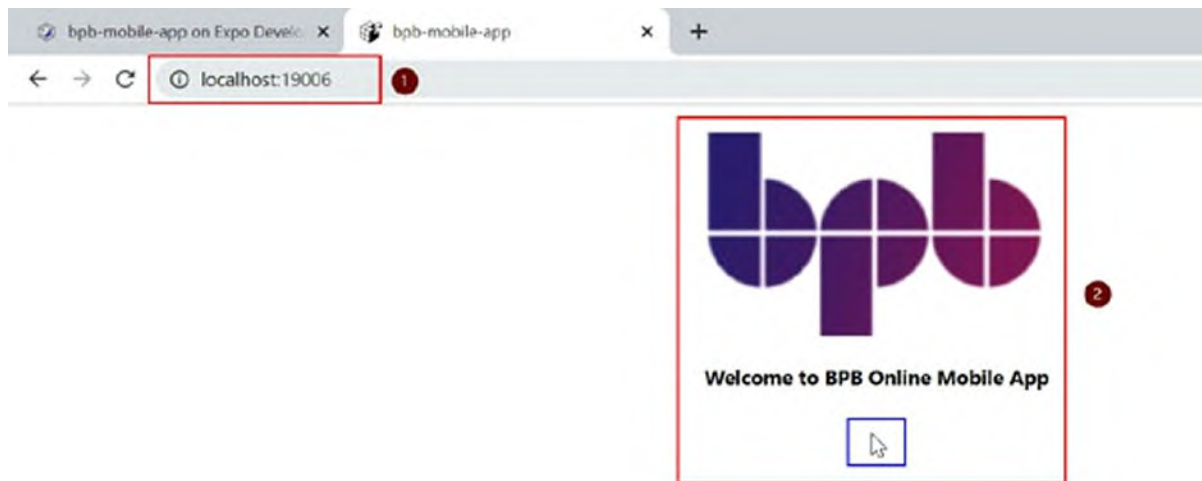 bpb-mobile-app on Expo Develo
bpb-mobile-app
localhost:19006
1
bpb
2
Welcome to BPB Online Mobile App